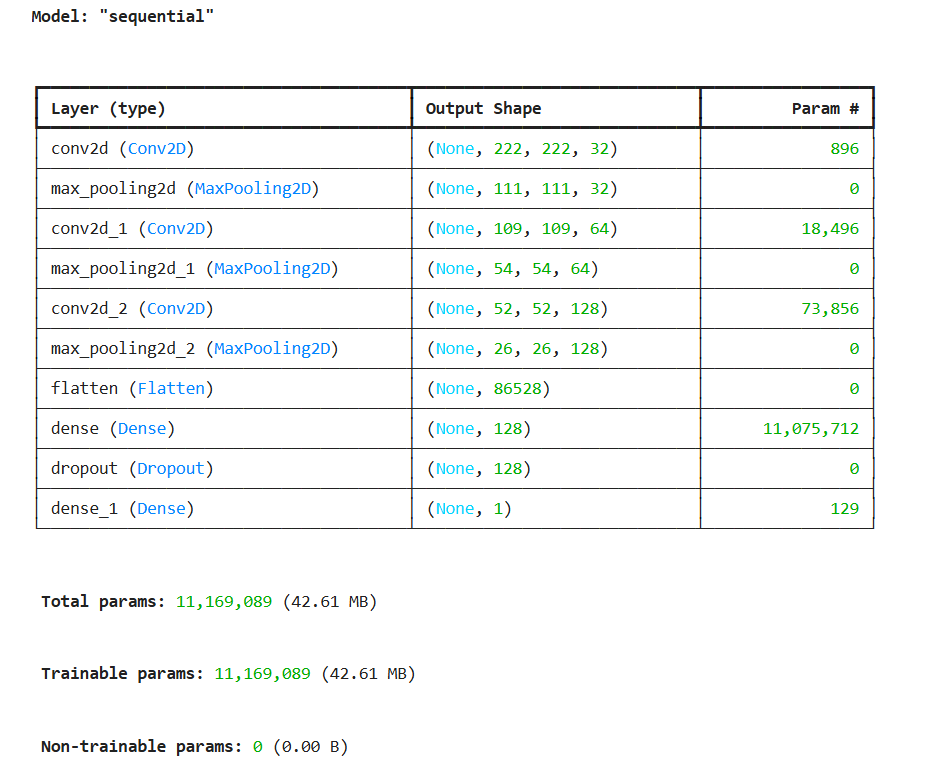 Model: "sequential"
Layer (type) Output Shape Param #
conv2d (Conv2D) (None, 222, 222, 32) 896
max_pooling2d (MaxPooling2D) (None, 111, 111, 32) 0
conv2d_1 (Conv2D) (None, 109, 109, 64) 18,496
max_pooling2d_1 (MaxPooling2D) (None, 54, 54, 64) 0
conv2d_2 (Conv2D) (None, 52, 52, 128) 73,856
max_pooling2d_2 (MaxPooling2D) (None, 26, 26, 128) 0
flatten (Flatten) (None, 86528) 0
dense (Dense) (None, 128) 11,075,712
dropout (Dropout) (None, 128) 0
dense_1 (Dense) (None, 1) 129
Total params: 11,169,089 (42.61 MB)
Trainable params: 11,169,089 (42.61 MB)
Non-trainable params: 0 (0.00 B)